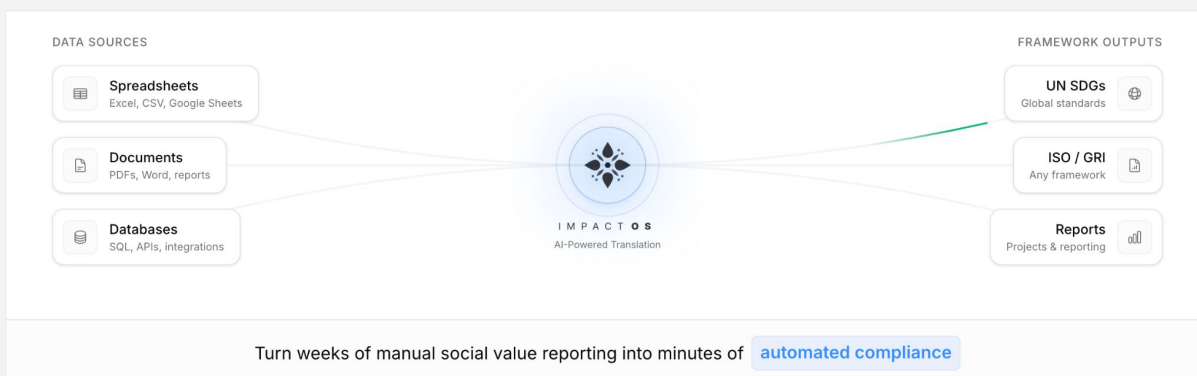 DATA SOURCES
FRAMEWORK OUTPUTS
Spreadsheets
Excel, CSV, Google Sheets
Documents
PDFs, Word, reports
Databases
SQL, APIs, integrations
IMPACTOS
AI-Powered Translation
UN SDGs
Global standards
ISO / GRI
Any framework
Reports
Projects & reporting
Turn weeks of manual social value reporting into minutes of automated compliance